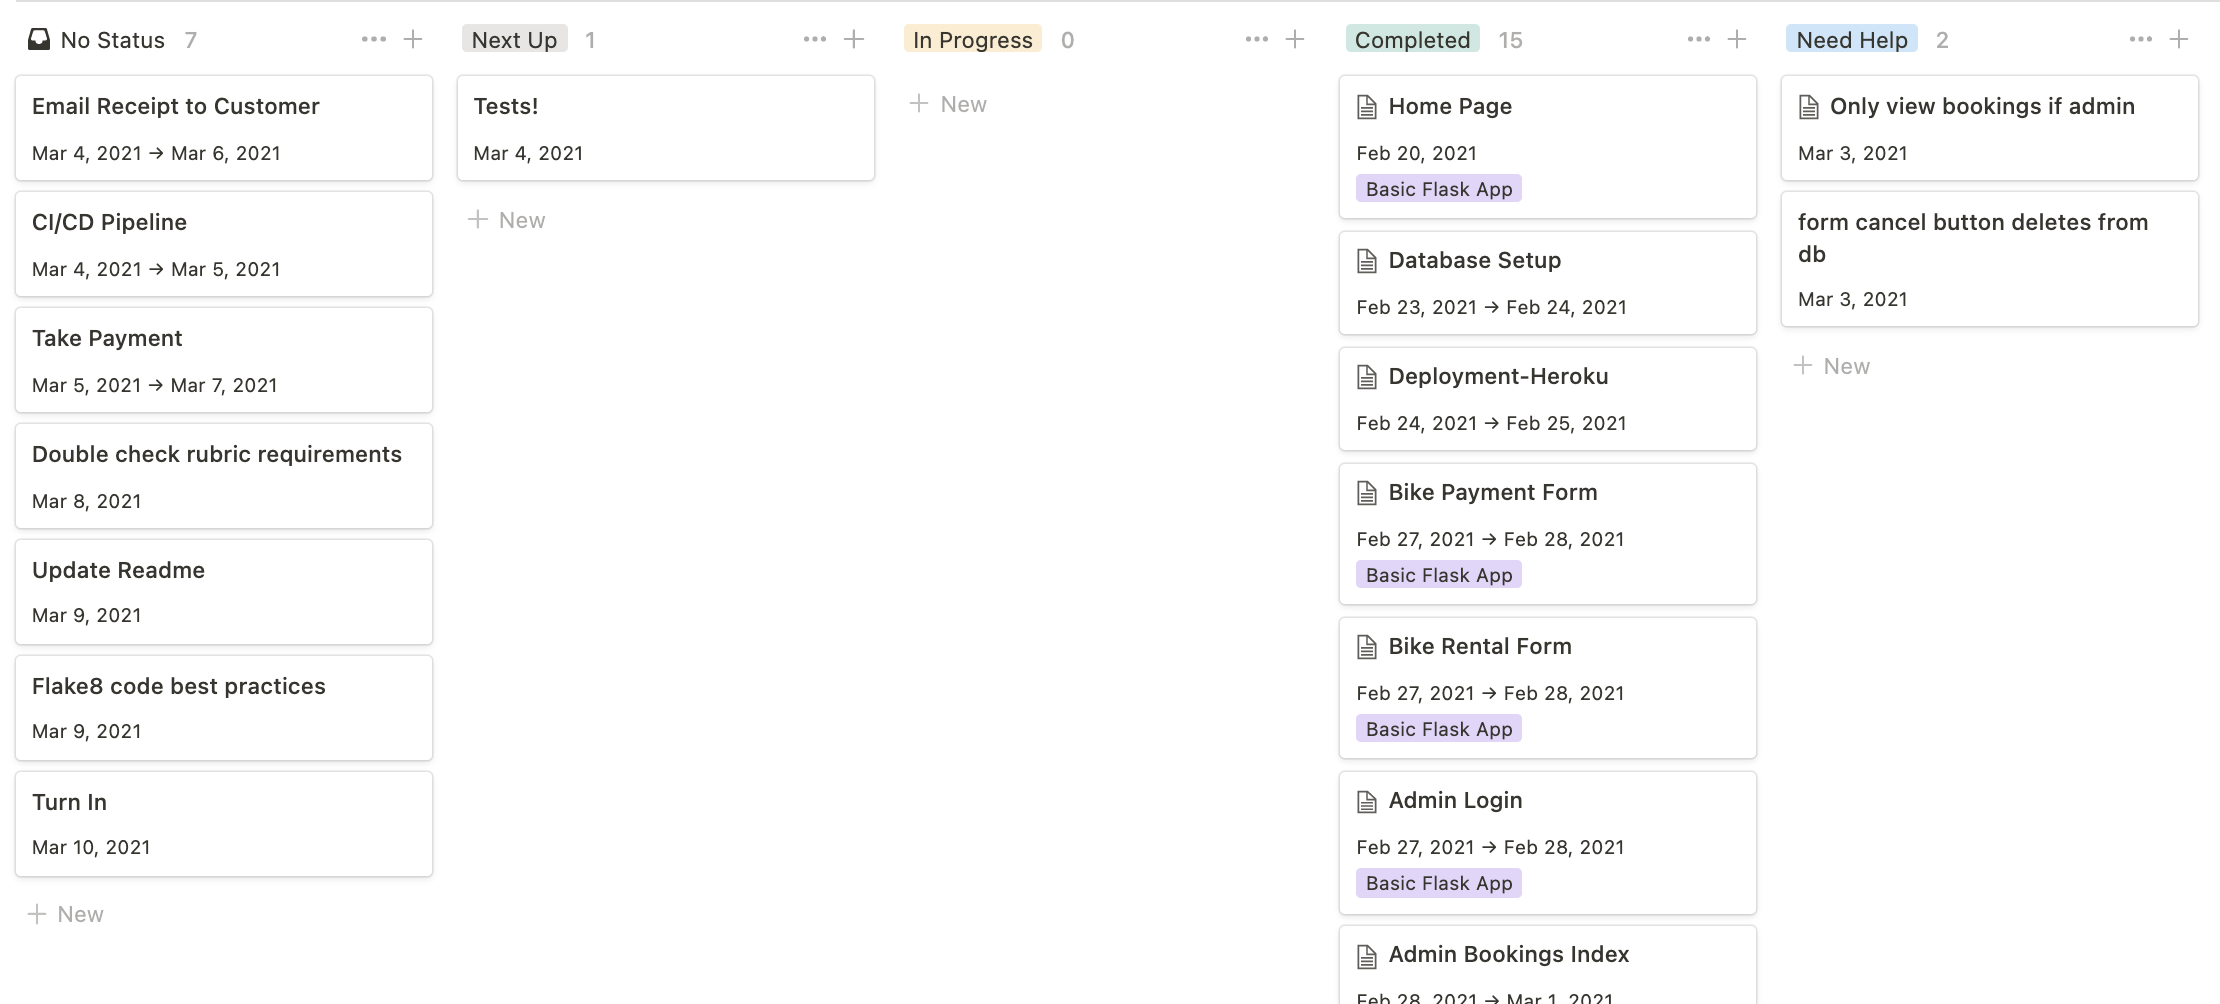 No Status 7
Email Receipt to Customer
Mar 4, 2021 → Mar 6, 2021
CI/CD Pipeline
Mar 4, 2021 → Mar 5, 2021
Take Payment
Mar 5, 2021 → Mar 7, 2021
Double check rubric requirements
Mar 8, 2021
Update Readme
Mar 9, 2021
Flake8 code best practices
Mar 9, 2021
Turn In
Mar 10, 2021
+ New
Next Up 1
Tests!
Mar 4, 2021
+ New
In Progress 0
+ New
Completed 15
Home Page
Feb 20, 2021
Basic Flask App
Database Setup
Feb 23, 2021 → Feb 24, 2021
Deployment-Heroku
Feb 24, 2021 → Feb 25, 2021
Bike Payment Form
Feb 27, 2021 → Feb 28, 2021
Basic Flask App
Bike Rental Form
Feb 27, 2021 → Feb 28, 2021
Basic Flask App
Admin Login
Feb 27, 2021 → Feb 28, 2021
Basic Flask App
Admin Bookings Index
Feb 28, 2021 → Mar 1, 2021
Need Help 2
Only view bookings if admin
Mar 3, 2021
form cancel button deletes from
db
Mar 3, 2021
+ New